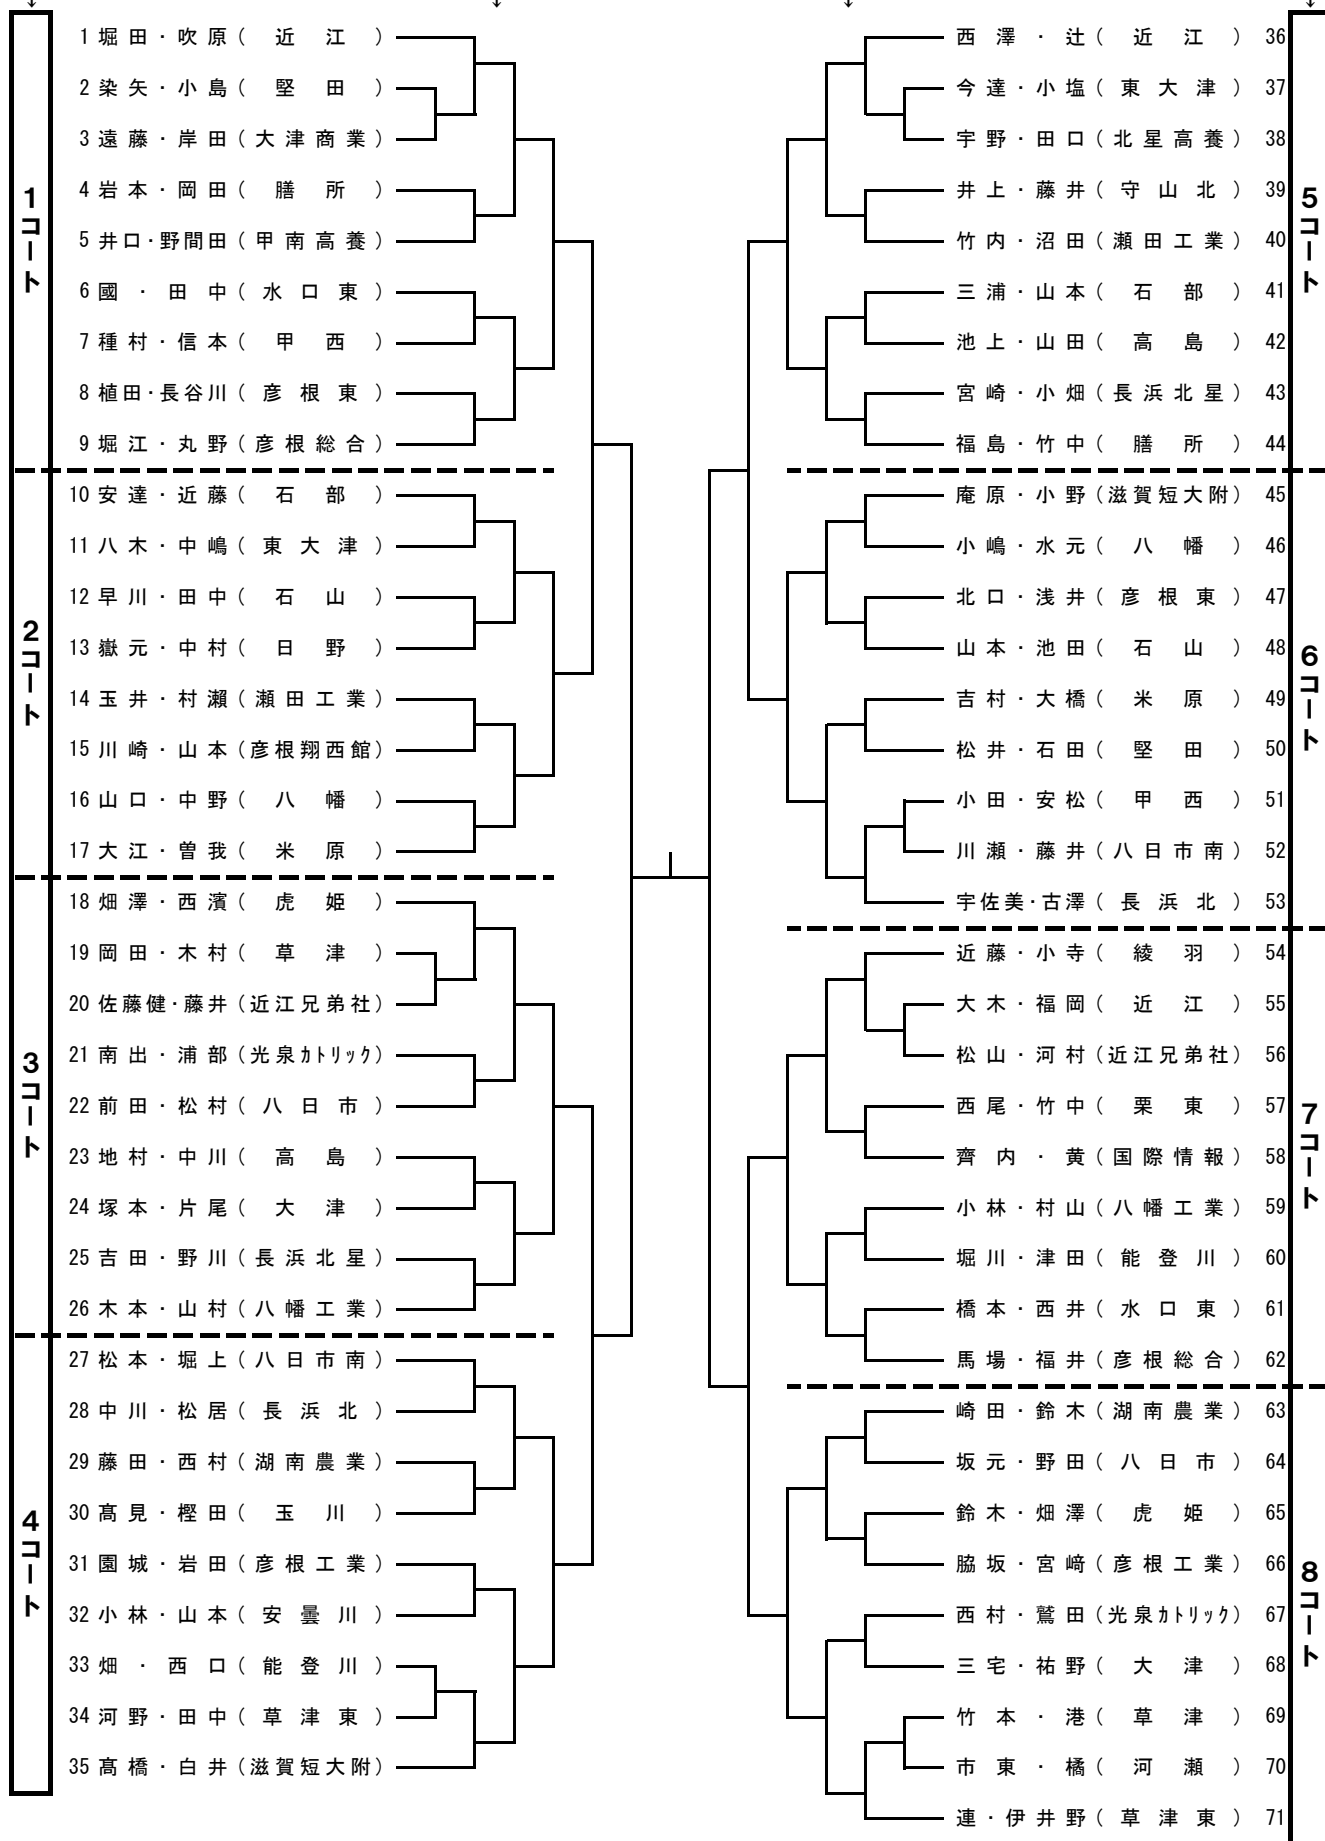 1コート
1 堀田・吹原(近江)
2 染矢・小島(堅田)
3 遠藤・岸田(大津商業)
4 岩本・岡田(膳所)
5 井口・野間田(甲南高養)
6 國・田中(水口東)
7 種村・信本(甲西)
8 植田・長谷川(彦根東)
9 堀江・丸野(彦根総合)
2コート
10 安達・近藤(石部)
11 八木・中嶋(東大津)
12 早川・田中(石山)
13 嶽元・中村(日野)
14 玉井・村瀬(瀬田工業)
15 川崎・山本(彦根翔西館)
16 山口・中野(八幡)
17 大江・曽我(米原)
3コート
18 畑澤・西濱(虎姫)
19 岡田・木村(草津)
20 佐藤健・藤井(近江兄弟社)
21 南出・浦部(光泉カトリック)
22 前田・松村(八日市)
23 地村・中川(高島)
24 塚本・片尾(大津)
25 吉田・野川(長浜北星)
26 木本・山村(八幡工業)
4コート
27 松本・堀上(八日市南)
28 中川・松居(長浜北)
29 藤田・西村(湖南農業)
30 髙見・樫田(玉川)
31 園城・岩田(彦根工業)
32 小林・山本(安曇川)
33 畑・西口(能登川)
34 河野・田中(草津東)
35 髙橋・白井(滋賀短大附)
5コート
西澤・辻(近江) 36
今達・小塩(東大津) 37
宇野・田口(北星高養) 38
井上・藤井(守山北) 39
竹内・沼田(瀬田工業) 40
三浦・山本(石部) 41
池上・山田(高島) 42
宮崎・小畑(長浜北星) 43
福島・竹中(膳所) 44
6コート
庵原・小野(滋賀短大附) 45
小嶋・水元(八幡) 46
北口・浅井(彦根東) 47
山本・池田(石山) 48
吉村・大橋(米原) 49
松井・石田(堅田) 50
小田・安松(甲西) 51
川瀬・藤井(八日市南) 52
宇佐美・古澤(長浜北) 53
7コート
近藤・小寺(綾羽) 54
大木・福岡(近江) 55
松山・河村(近江兄弟社) 56
西尾・竹中(栗東) 57
齊内・黄(国際情報) 58
小林・村山(八幡工業) 59
堀川・津田(能登川) 60
橋本・西井(水口東) 61
馬場・福井(彦根総合) 62
8コート
崎田・鈴木(湖南農業) 63
坂元・野田(八日市) 64
鈴木・畑澤(虎姫) 65
脇坂・宮﨑(彦根工業) 66
西村・鷲田(光泉カトリック) 67
三宅・祐野(大津) 68
竹本・港(草津) 69
市東・橘(河瀬) 70
連・伊井野(草津東) 71